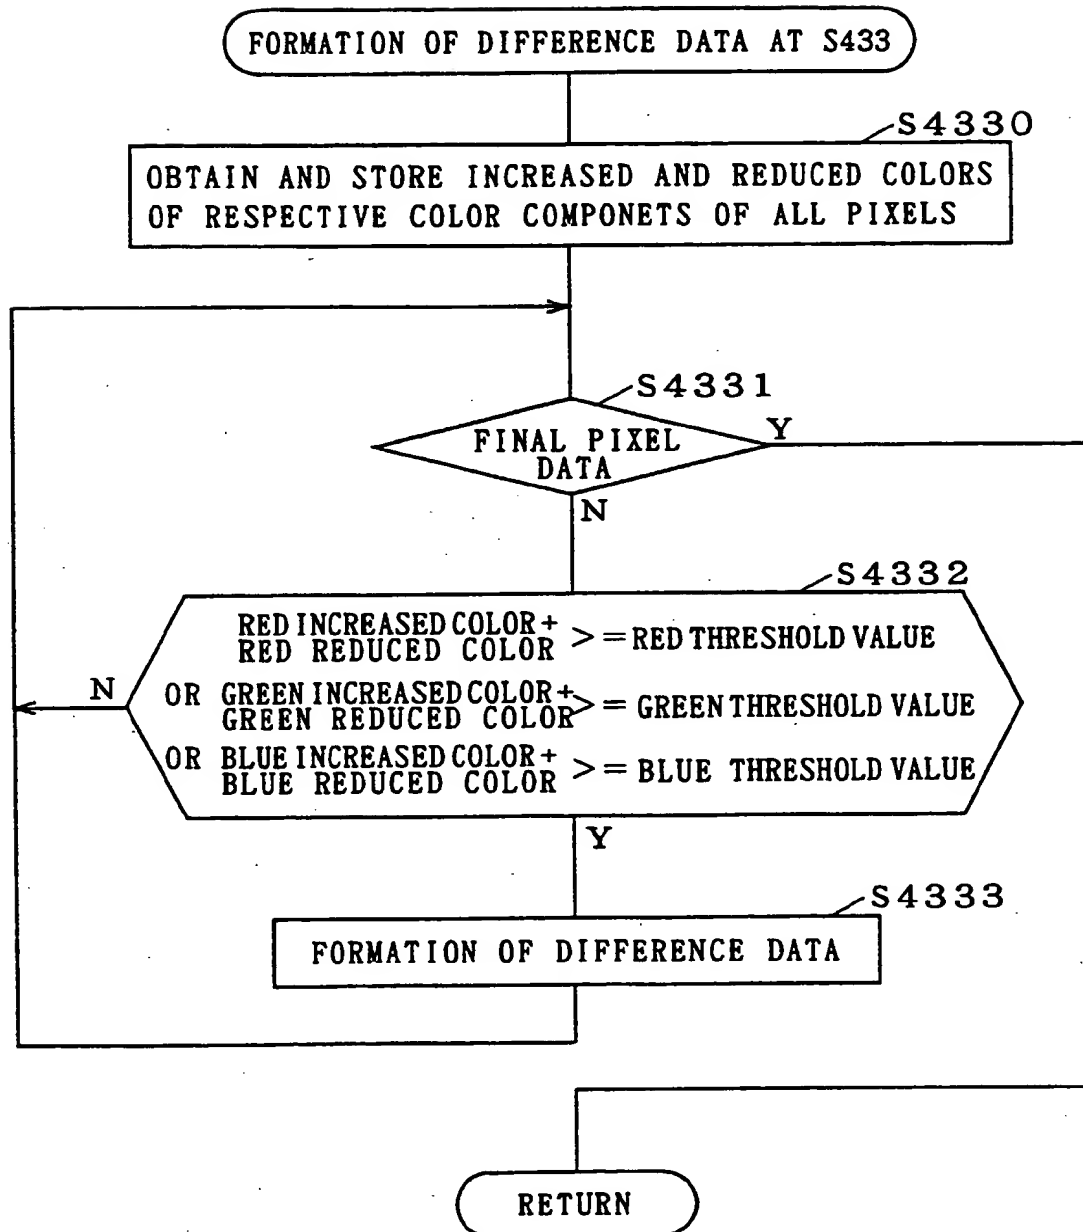 FORMATION OF DIFFERENCE DATA AT S433
S4330
OBTAIN AND STORE INCREASED AND REDUCED COLORS
OF RESPECTIVE COLOR COMPONETS OF ALL PIXELS
S4331
FINAL PIXEL
DATA
Y
N
S4332
RED INCREASED COLOR+
RED REDUCED COLOR >= RED THRESHOLD VALUE
OR GREEN INCREASED COLOR+
GREEN REDUCED COLOR >= GREEN THRESHOLD VALUE
OR BLUE INCREASED COLOR+
BLUE REDUCED COLOR >= BLUE THRESHOLD VALUE
N
Y
S4333
FORMATION OF DIFFERENCE DATA
RETURN